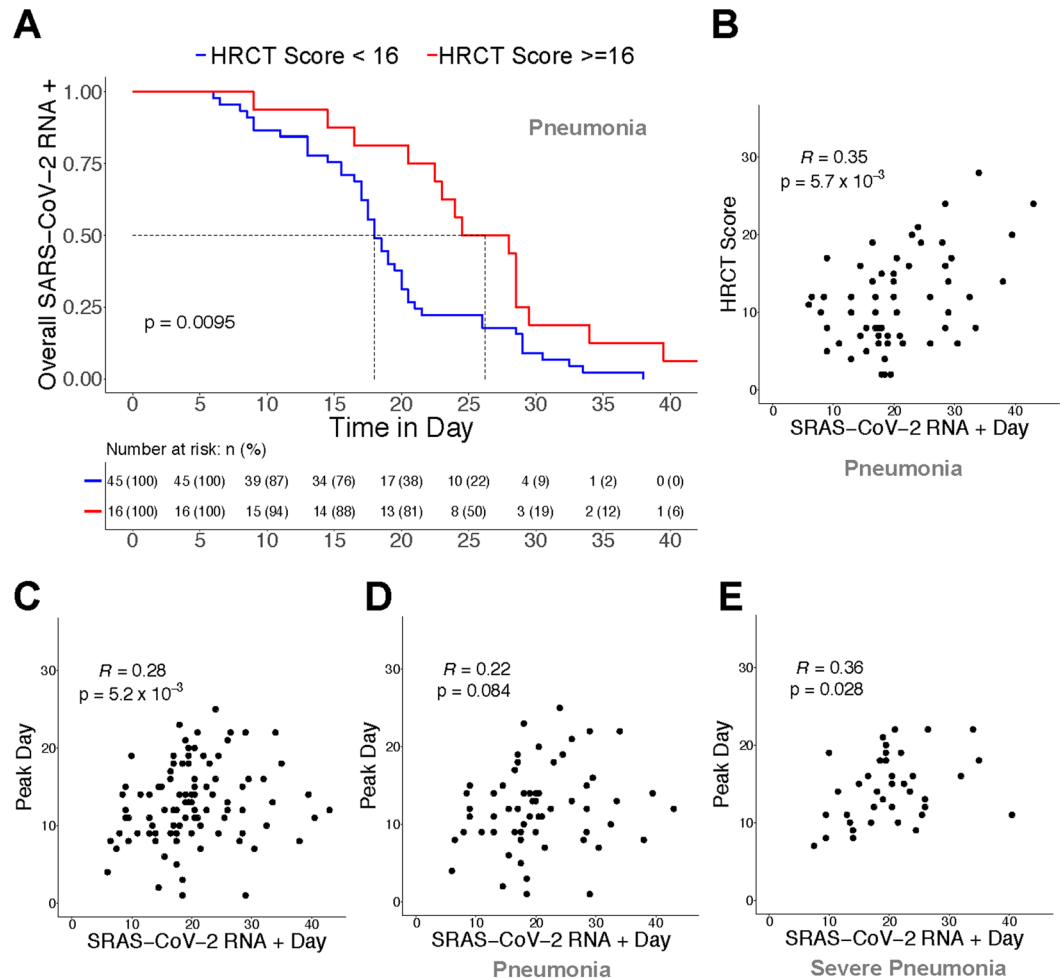 A
HRCT Score < 16 HRCT Score >=16
Overall SARS−CoV−2 RNA +
1.00
0.75
0.50
0.25
0.00
Pneumonia
p = 0.0095
0 5 10 15 20 25 30 35 40
Time in Day
Number at risk: n (%)
45 (100) 45 (100) 39 (87) 34 (76) 17 (38) 10 (22) 4 (9) 1 (2) 0 (0)
16 (100) 16 (100) 15 (94) 14 (88) 13 (81) 8 (50) 3 (19) 2 (12) 1 (6)
0 5 10 15 20 25 30 35 40
B
HRCT Score
30
20
10
0
R = 0.35
p = 5.7 x 10⁻³
0 10 20 30 40
SRAS−CoV−2 RNA + Day
Pneumonia
C
Peak Day
30
20
10
0
R = 0.28
p = 5.2 x 10⁻³
0 10 20 30 40
SRAS−CoV−2 RNA + Day
D
Peak Day
30
20
10
0
R = 0.22
p = 0.084
0 10 20 30 40
SRAS−CoV−2 RNA + Day
Pneumonia
E
Peak Day
30
20
10
0
R = 0.36
p = 0.028
0 10 20 30 40
SRAS−CoV−2 RNA + Day
Severe Pneumonia